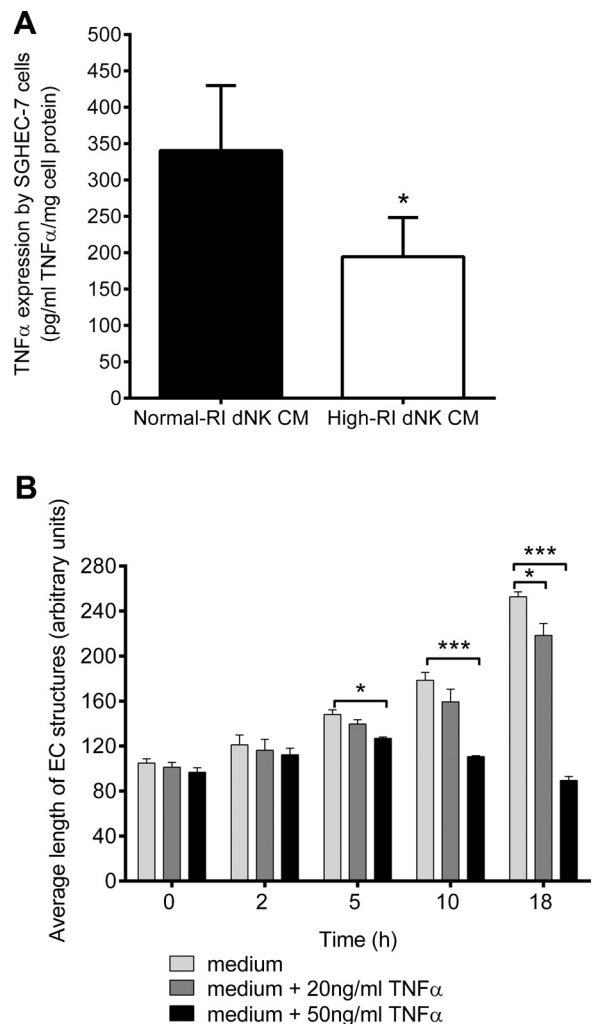 A
TNFα expression by SGHEC-7 cells
(pg/ml TNFα/mg cell protein)
500
450
400
350
300
250
200
150
100
50
0
*
Normal-RI dNK CM High-RI dNK CM
B
Average length of EC structures (arbitrary units)
280
240
200
160
120
80
40
0
*
***
***
*
0 2 5 10 18
Time (h)
medium
medium + 20ng/ml TNFα
medium + 50ng/ml TNFα